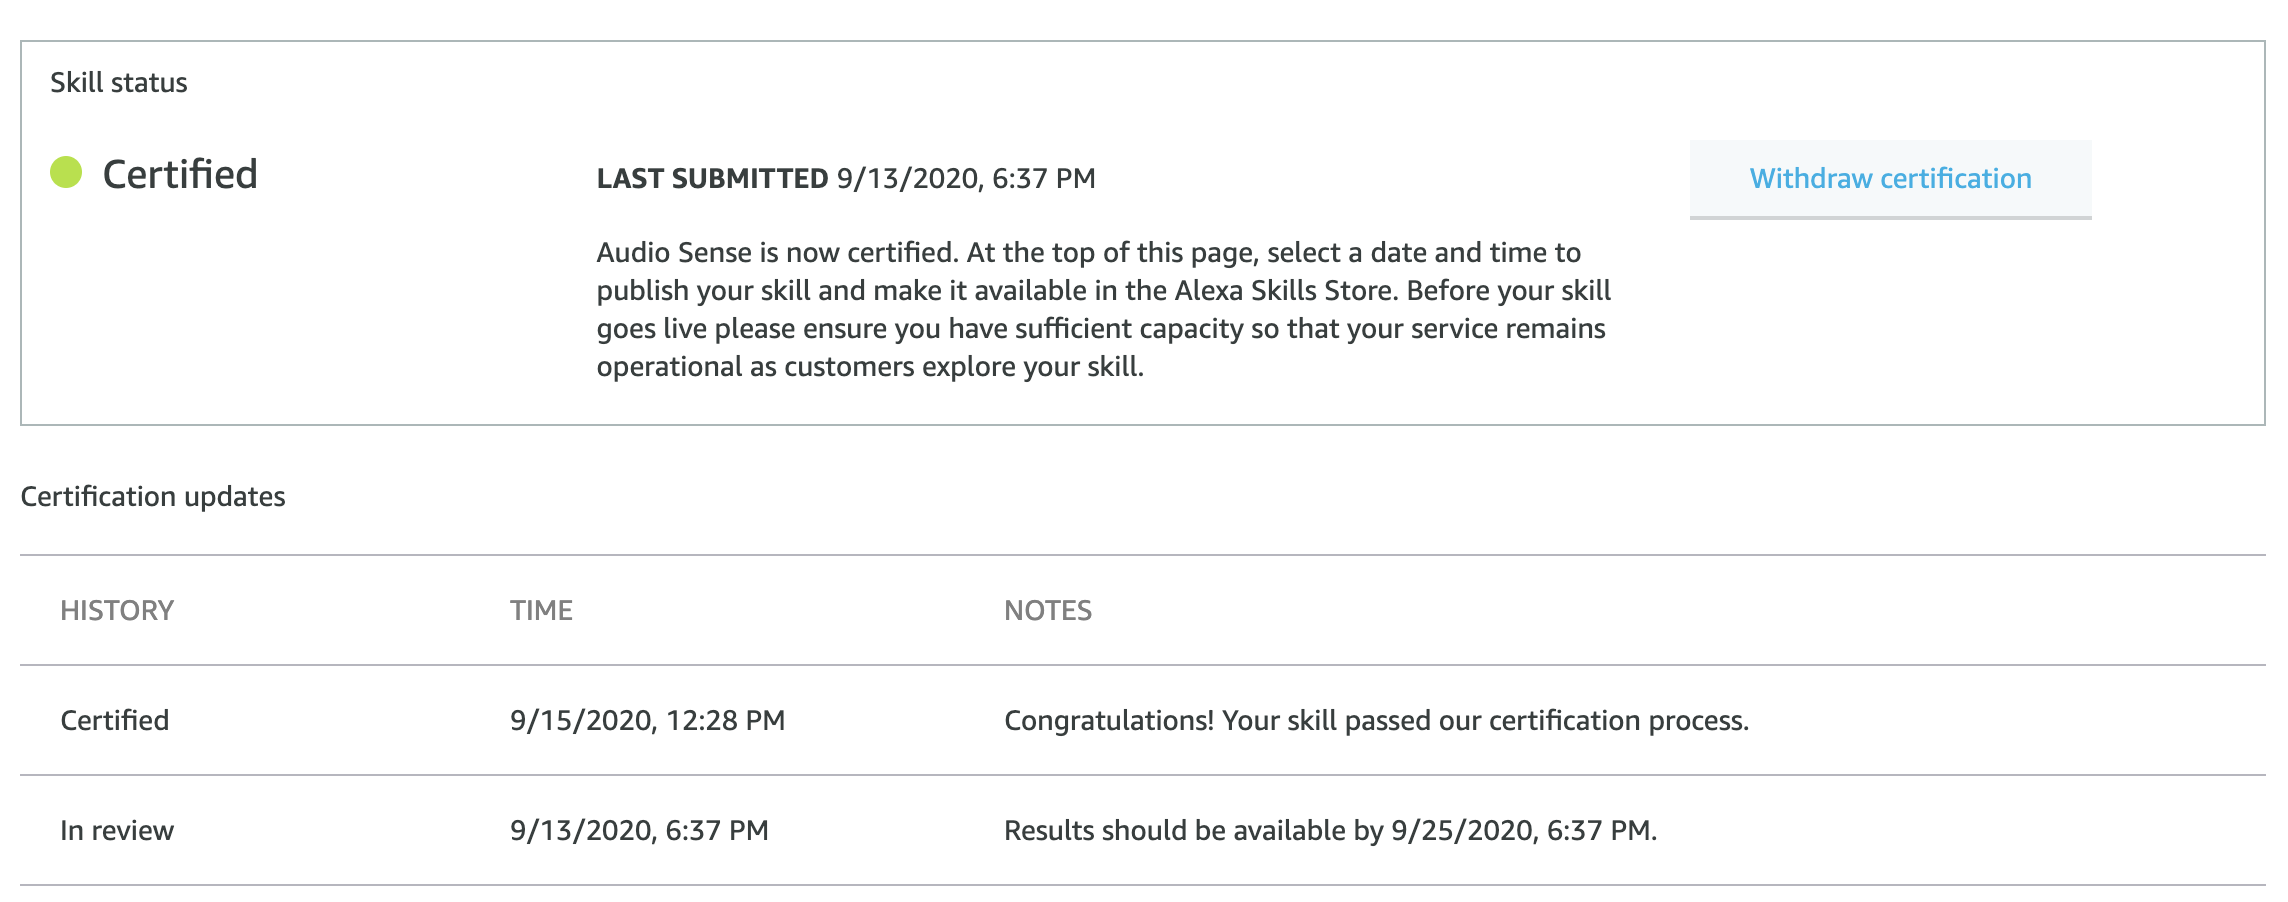 Skill status
Certified
LAST SUBMITTED 9/13/2020, 6:37 PM
Withdraw certification
Audio Sense is now certified. At the top of this page, select a date and time to
publish your skill and make it available in the Alexa Skills Store. Before your skill
goes live please ensure you have sufficient capacity so that your service remains
operational as customers explore your skill.
Certification updates
HISTORY TIME NOTES
Certified 9/15/2020, 12:28 PM Congratulations! Your skill passed our certification process.
In review 9/13/2020, 6:37 PM Results should be available by 9/25/2020, 6:37 PM.